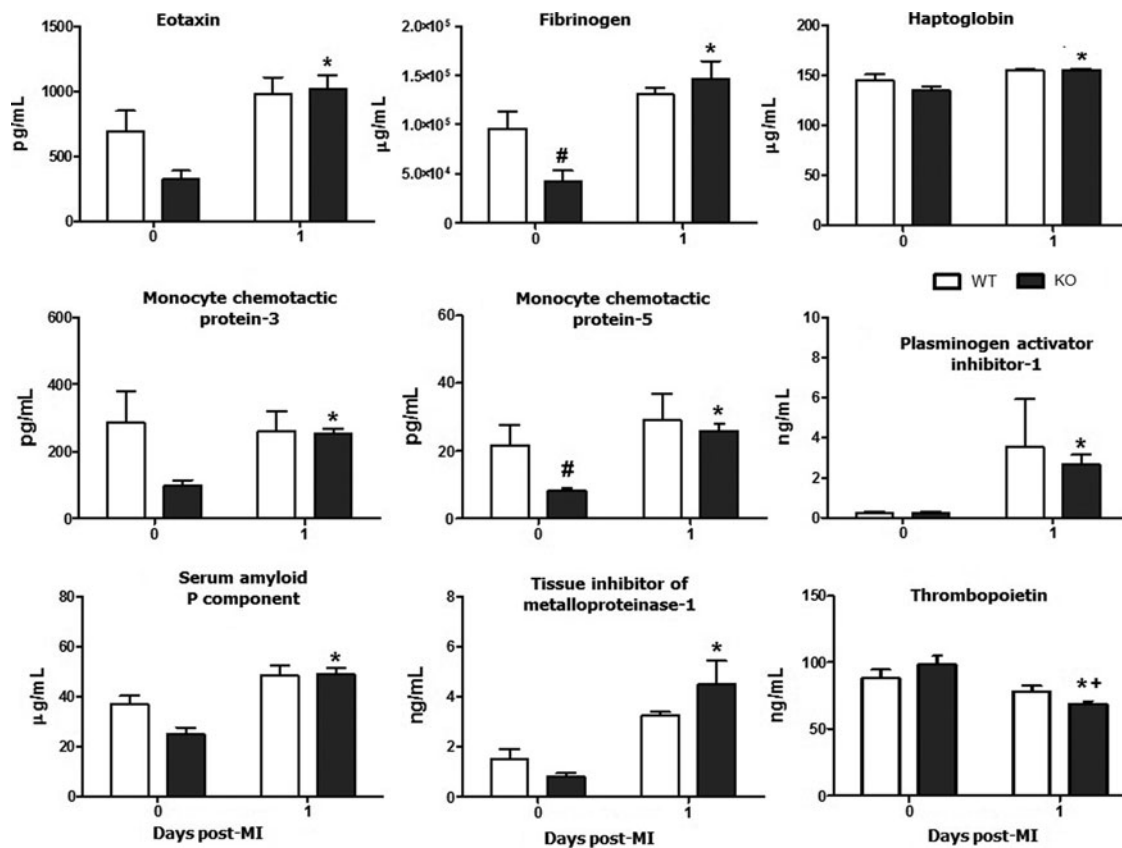 Eotaxin
1500
1000
500
0
pg/mL
*
0
1
Fibrinogen
2.0×10⁵
1.5×10⁵
1.0×10⁵
5.0×10⁴
0
µg/mL
#
*
0
1
Haptoglobin
200
150
100
50
0
µg/mL
*
0
1
WT
KO
Monocyte chemotactic
protein-3
600
400
200
0
pg/mL
*
0
1
Monocyte chemotactic
protein-5
60
40
20
0
pg/mL
#
*
0
1
Plasminogen activator
inhibitor-1
10
8
6
4
2
0
ng/mL
*
0
1
Serum amyloid
P component
80
60
40
20
0
µg/mL
*
0
1
Days post-MI
Tissue inhibitor of
metalloproteinase-1
8
6
4
2
0
ng/mL
*
0
1
Days post-MI
Thrombopoietin
150
100
50
0
ng/mL
*+
0
1
Days post-MI